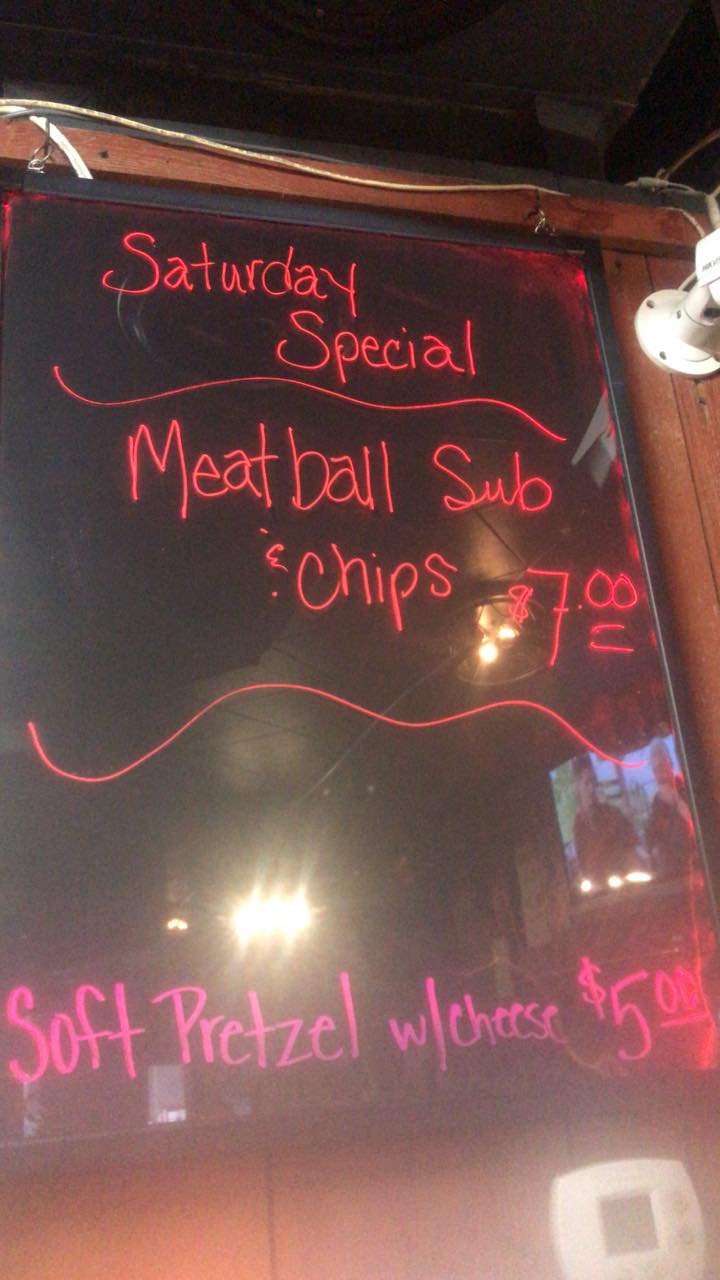 Saturday
Special
Meatball Sub
& Chips $7.00
Soft Pretzel w/cheese $5.00